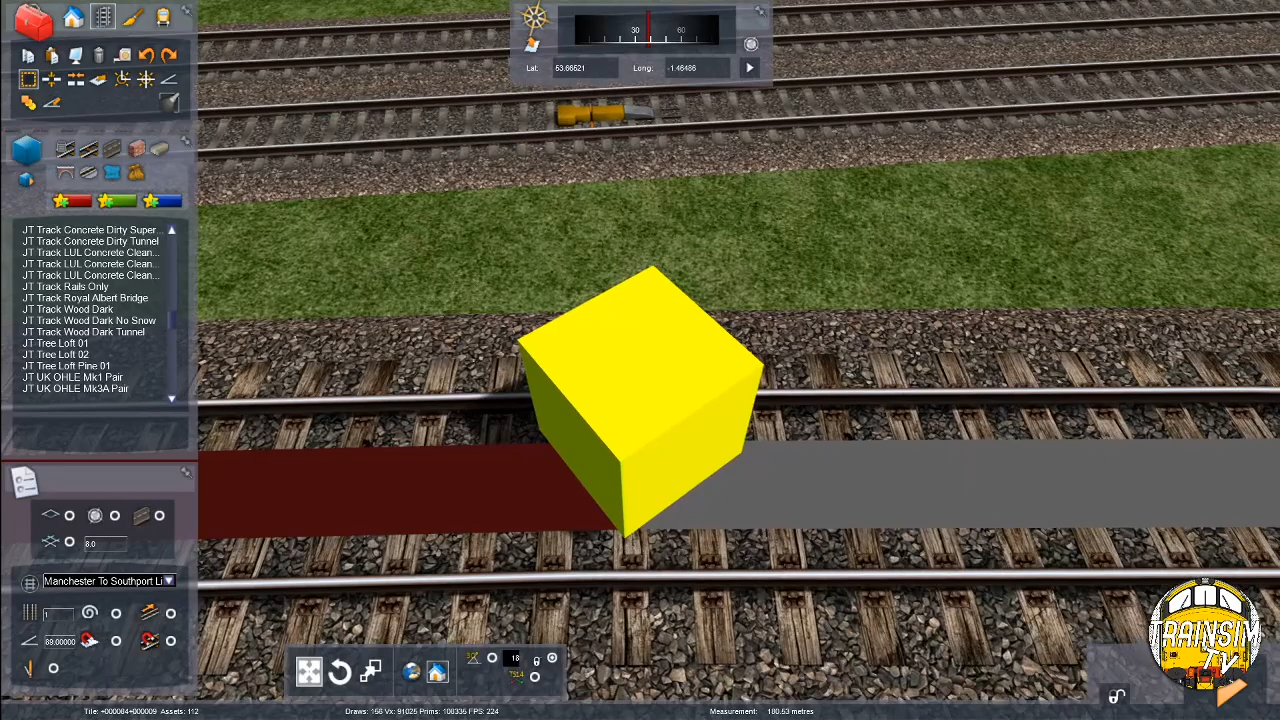 30 60
Lat: 53.66521 Long: -1.46486
JT Track Concrete Dirty Super...
JT Track Concrete Dirty Tunnel
JT Track LUL Concrete Clean...
JT Track LUL Concrete Clean...
JT Track LUL Concrete Clean...
JT Track Rails Only
JT Track Royal Albert Bridge
JT Track Wood Dark
JT Track Wood Dark No Snow
JT Track Wood Dark Tunnel
JT Tree Loft 01
JT Tree Loft 02
JT Tree Loft Pine 01
JT UK OHLE Mk1 Pair
JT UK OHLE Mk3A Pair
8.0
Manchester To Southport Li
1
89.00000
18
TRAINSIM
TV
Tile: +000084+000009 Assets: 112
Draws: 156 Vx: 91025 Prims: 108335 FPS: 224
Measurement: 180.53 metres